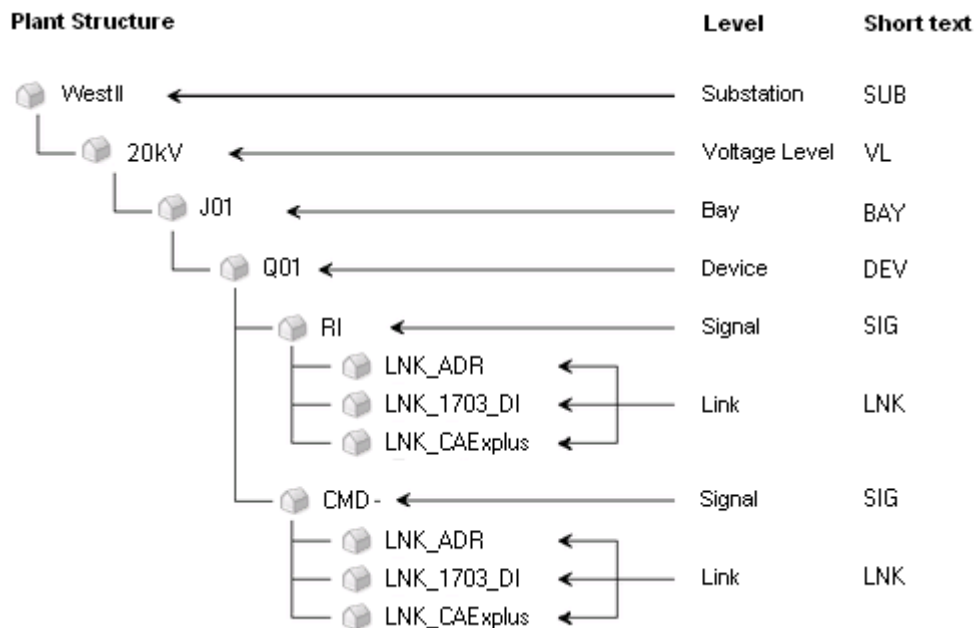 Plant Structure Level Short text
WestII Substation SUB
20kV Voltage Level VL
J01 Bay BAY
Q01 Device DEV
RI Signal SIG
LNK_ADR
LNK_1703_DI Link LNK
LNK_CAExplus
CMD - Signal SIG
LNK_ADR
LNK_1703_DI Link LNK
LNK_CAExplus